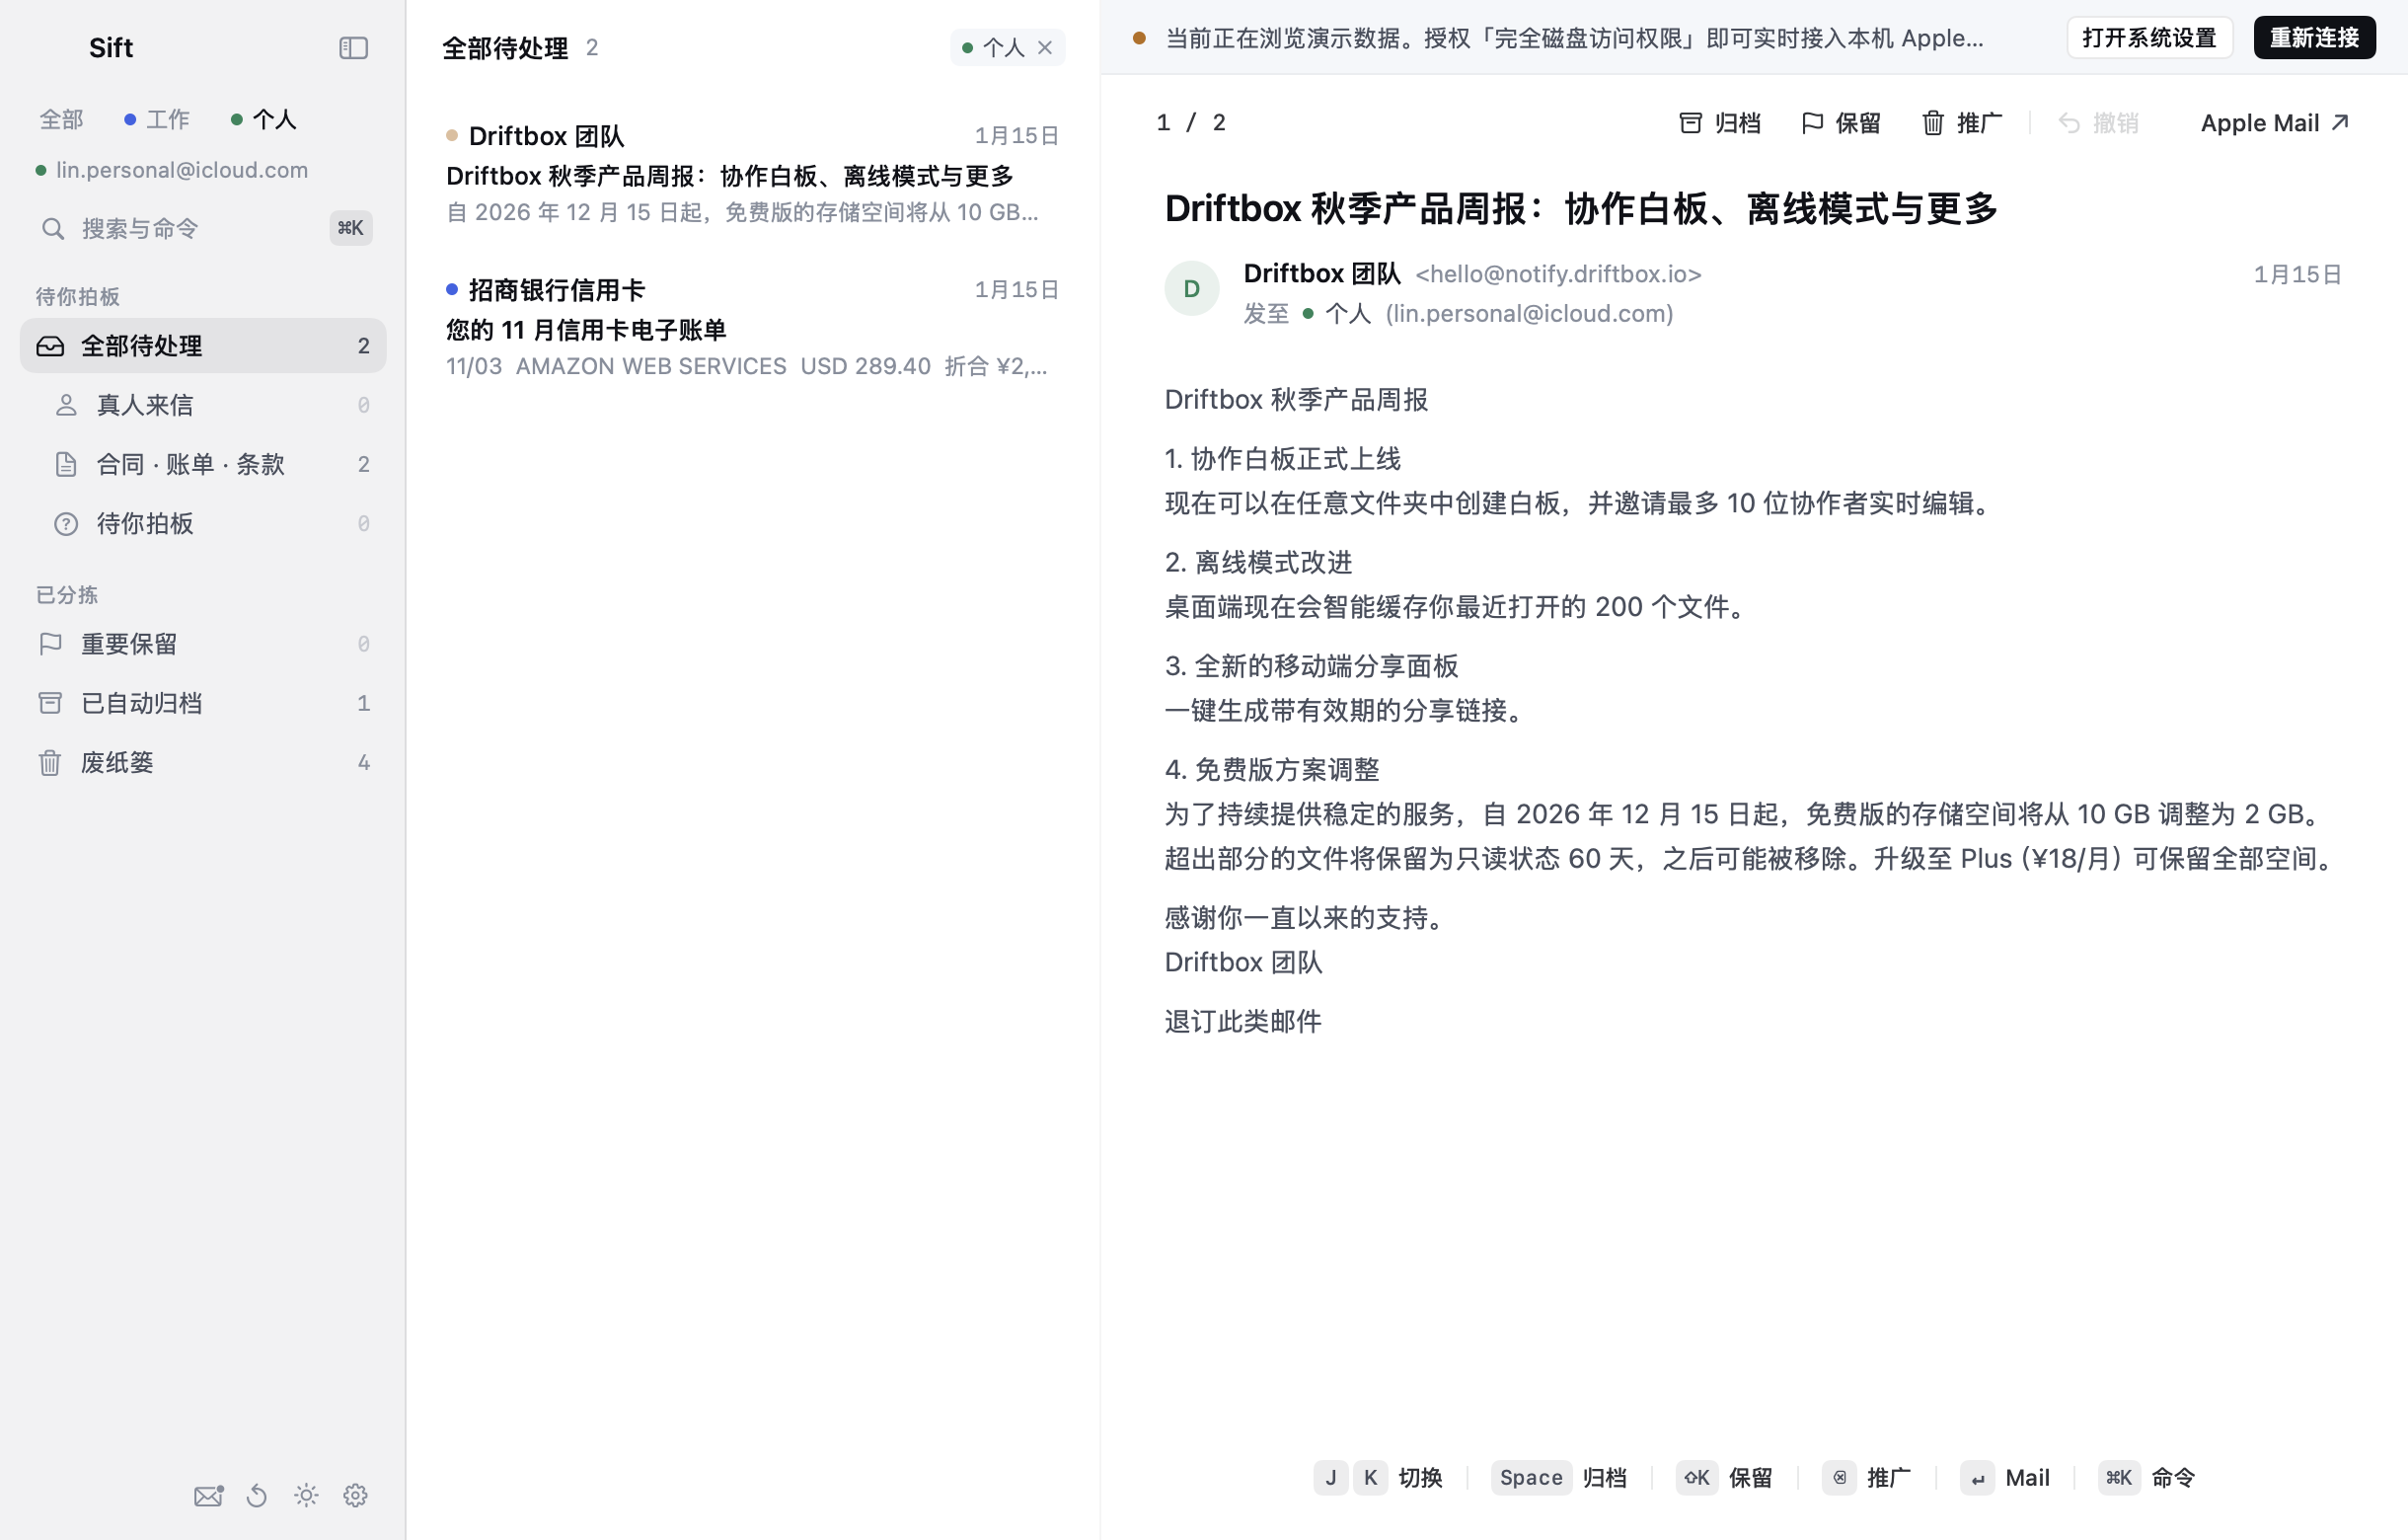 Sift
全部 工作 个人
lin.personal@icloud.com
搜索与命令 ⌘K
待你拍板
全部待处理 2
真人来信 0
合同 · 账单 · 条款 2
待你拍板 0
已分拣
重要保留 0
已自动归档 1
废纸篓 4
全部待处理 2
个人
Driftbox 团队 1月15日
Driftbox 秋季产品周报：协作白板、离线模式与更多
自 2026 年 12 月 15 日起，免费版的存储空间将从 10 GB...
招商银行信用卡 1月15日
您的 11 月信用卡电子账单
11/03 AMAZON WEB SERVICES USD 289.40 折合 ¥2,...
当前正在浏览演示数据。授权「完全磁盘访问权限」即可实时接入本机 Apple...
打开系统设置
重新连接
1 / 2
归档 保留 推广 撤销 Apple Mail
Driftbox 秋季产品周报：协作白板、离线模式与更多
D
Driftbox 团队 <hello@notify.driftbox.io> 1月15日
发至 个人 (lin.personal@icloud.com)
Driftbox 秋季产品周报
1. 协作白板正式上线
现在可以在任意文件夹中创建白板，并邀请最多 10 位协作者实时编辑。
2. 离线模式改进
桌面端现在会智能缓存你最近打开的 200 个文件。
3. 全新的移动端分享面板
一键生成带有效期的分享链接。
4. 免费版方案调整
为了持续提供稳定的服务，自 2026 年 12 月 15 日起，免费版的存储空间将从 10 GB 调整为 2 GB。
超出部分的文件将保留为只读状态 60 天，之后可能被移除。升级至 Plus（¥18/月）可保留全部空间。
感谢你一直以来的支持。
Driftbox 团队
退订此类邮件
J K 切换 Space 归档 ⇧K 保留 ⌫ 推广 ↵ Mail ⌘K 命令